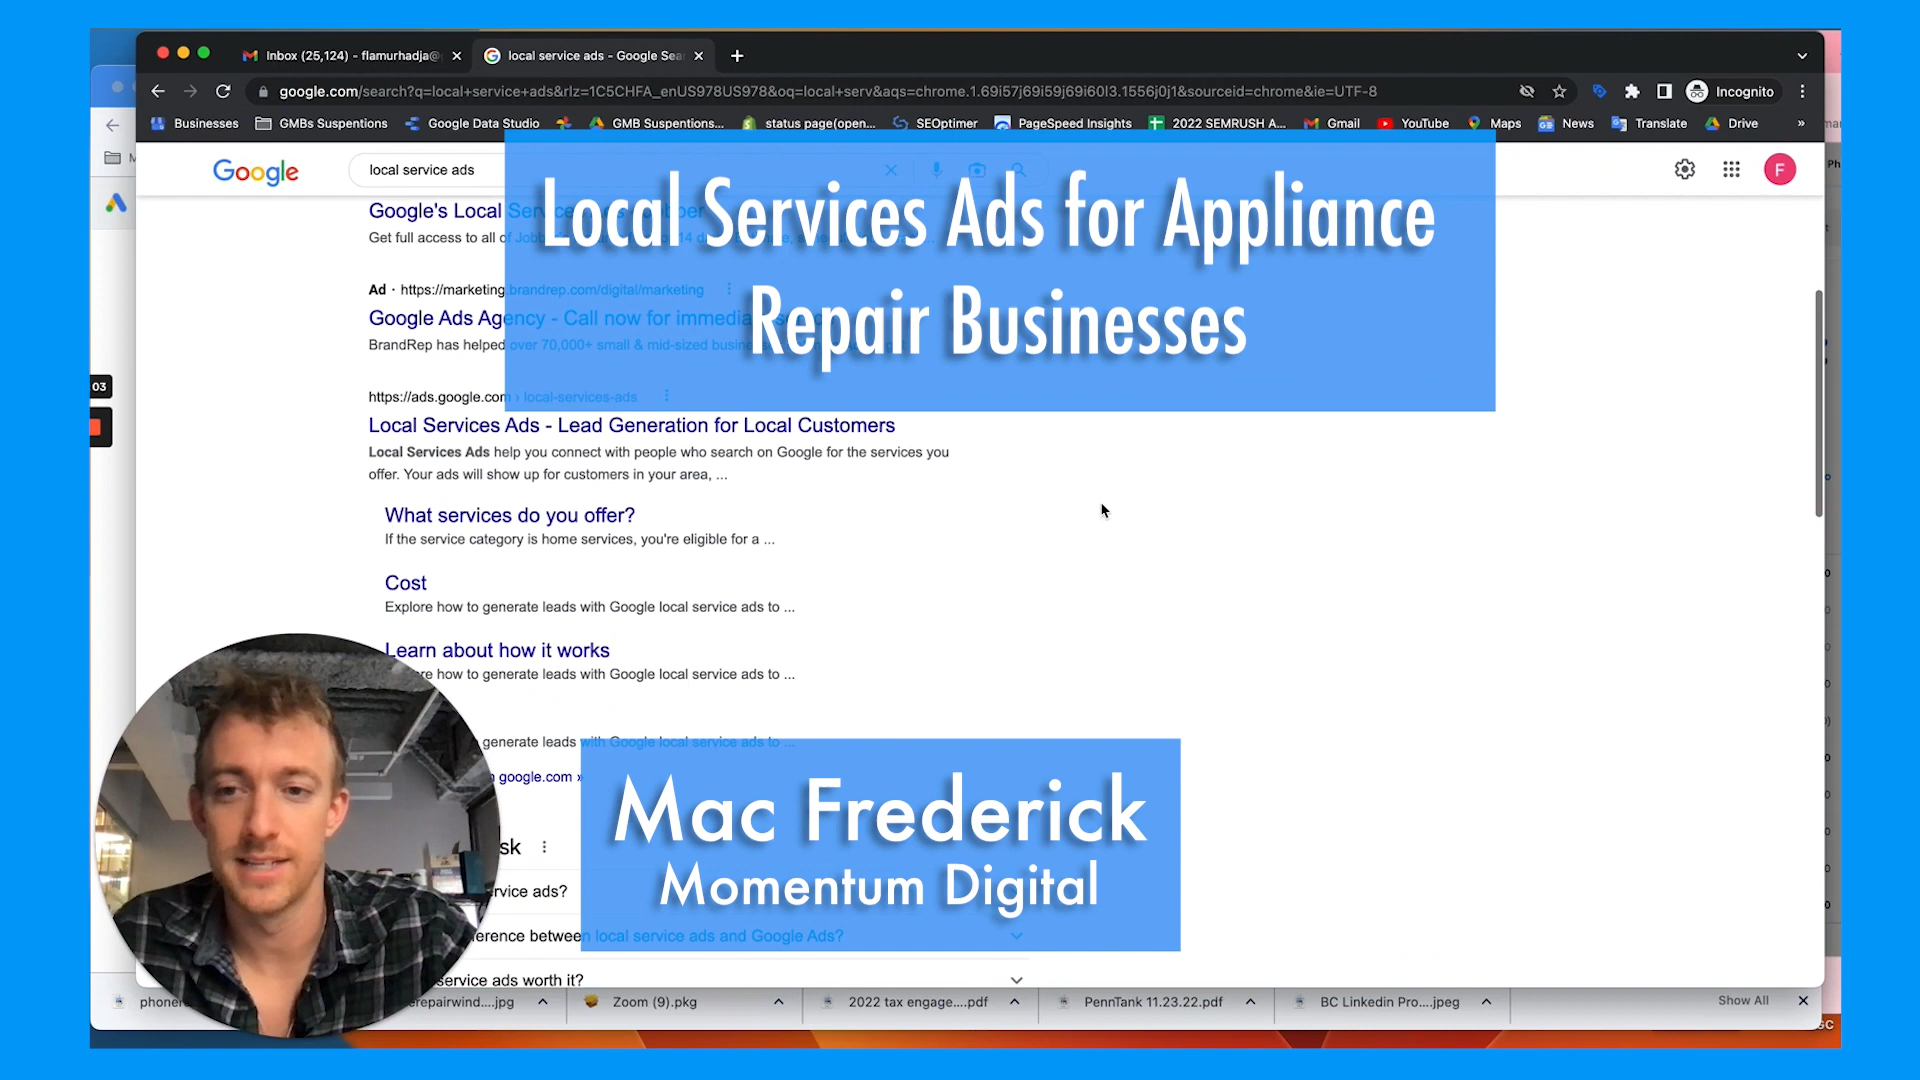 Inbox (25,124) - flamurhadja@
local service ads - Google Sea
google.com/search?q=local+service+ads&rlz=1C5CHFA_enUS978US978&oq=local+serv&aqs=chrome.1.69i57j69i59j69i60l3.1556j0j1&sourceid=chrome&ie=UTF-8
Incognito
Businesses GMBs Suspentions Google Data Studio GMB Suspentions... status page(open... SEOptimer PageSpeed Insights 2022 SEMRUSH A... Gmail YouTube Maps News Translate Drive »
Google
local service ads
F
Local Services Ads for Appliance
Repair Businesses
Google's Local
Get full access to all of
Ad · https://marketing.brandrep.com/digital/marketing
Google Ads Agency - Call now for immedia
BrandRep has helped over 70,000+ small & mid-sized busin
https://ads.google.com › local-services-ads
Local Services Ads - Lead Generation for Local Customers
Local Services Ads help you connect with people who search on Google for the services you
offer. Your ads will show up for customers in your area, ...
What services do you offer?
If the service category is home services, you're eligible for a ...
Cost
Explore how to generate leads with Google local service ads to ...
Learn about how it works
re how to generate leads with Google local service ads to ...
generate leads with Google local service ads to ...
google.com »
Mac Frederick
Momentum Digital
sk
rvice ads?
erence between local service ads and Google Ads?
ervice ads worth it?
03
phoner
erepairwind....jpg
Zoom (9).pkg
2022 tax engage....pdf
PennTank 11.23.22.pdf
BC Linkedin Pro....jpeg
Show All